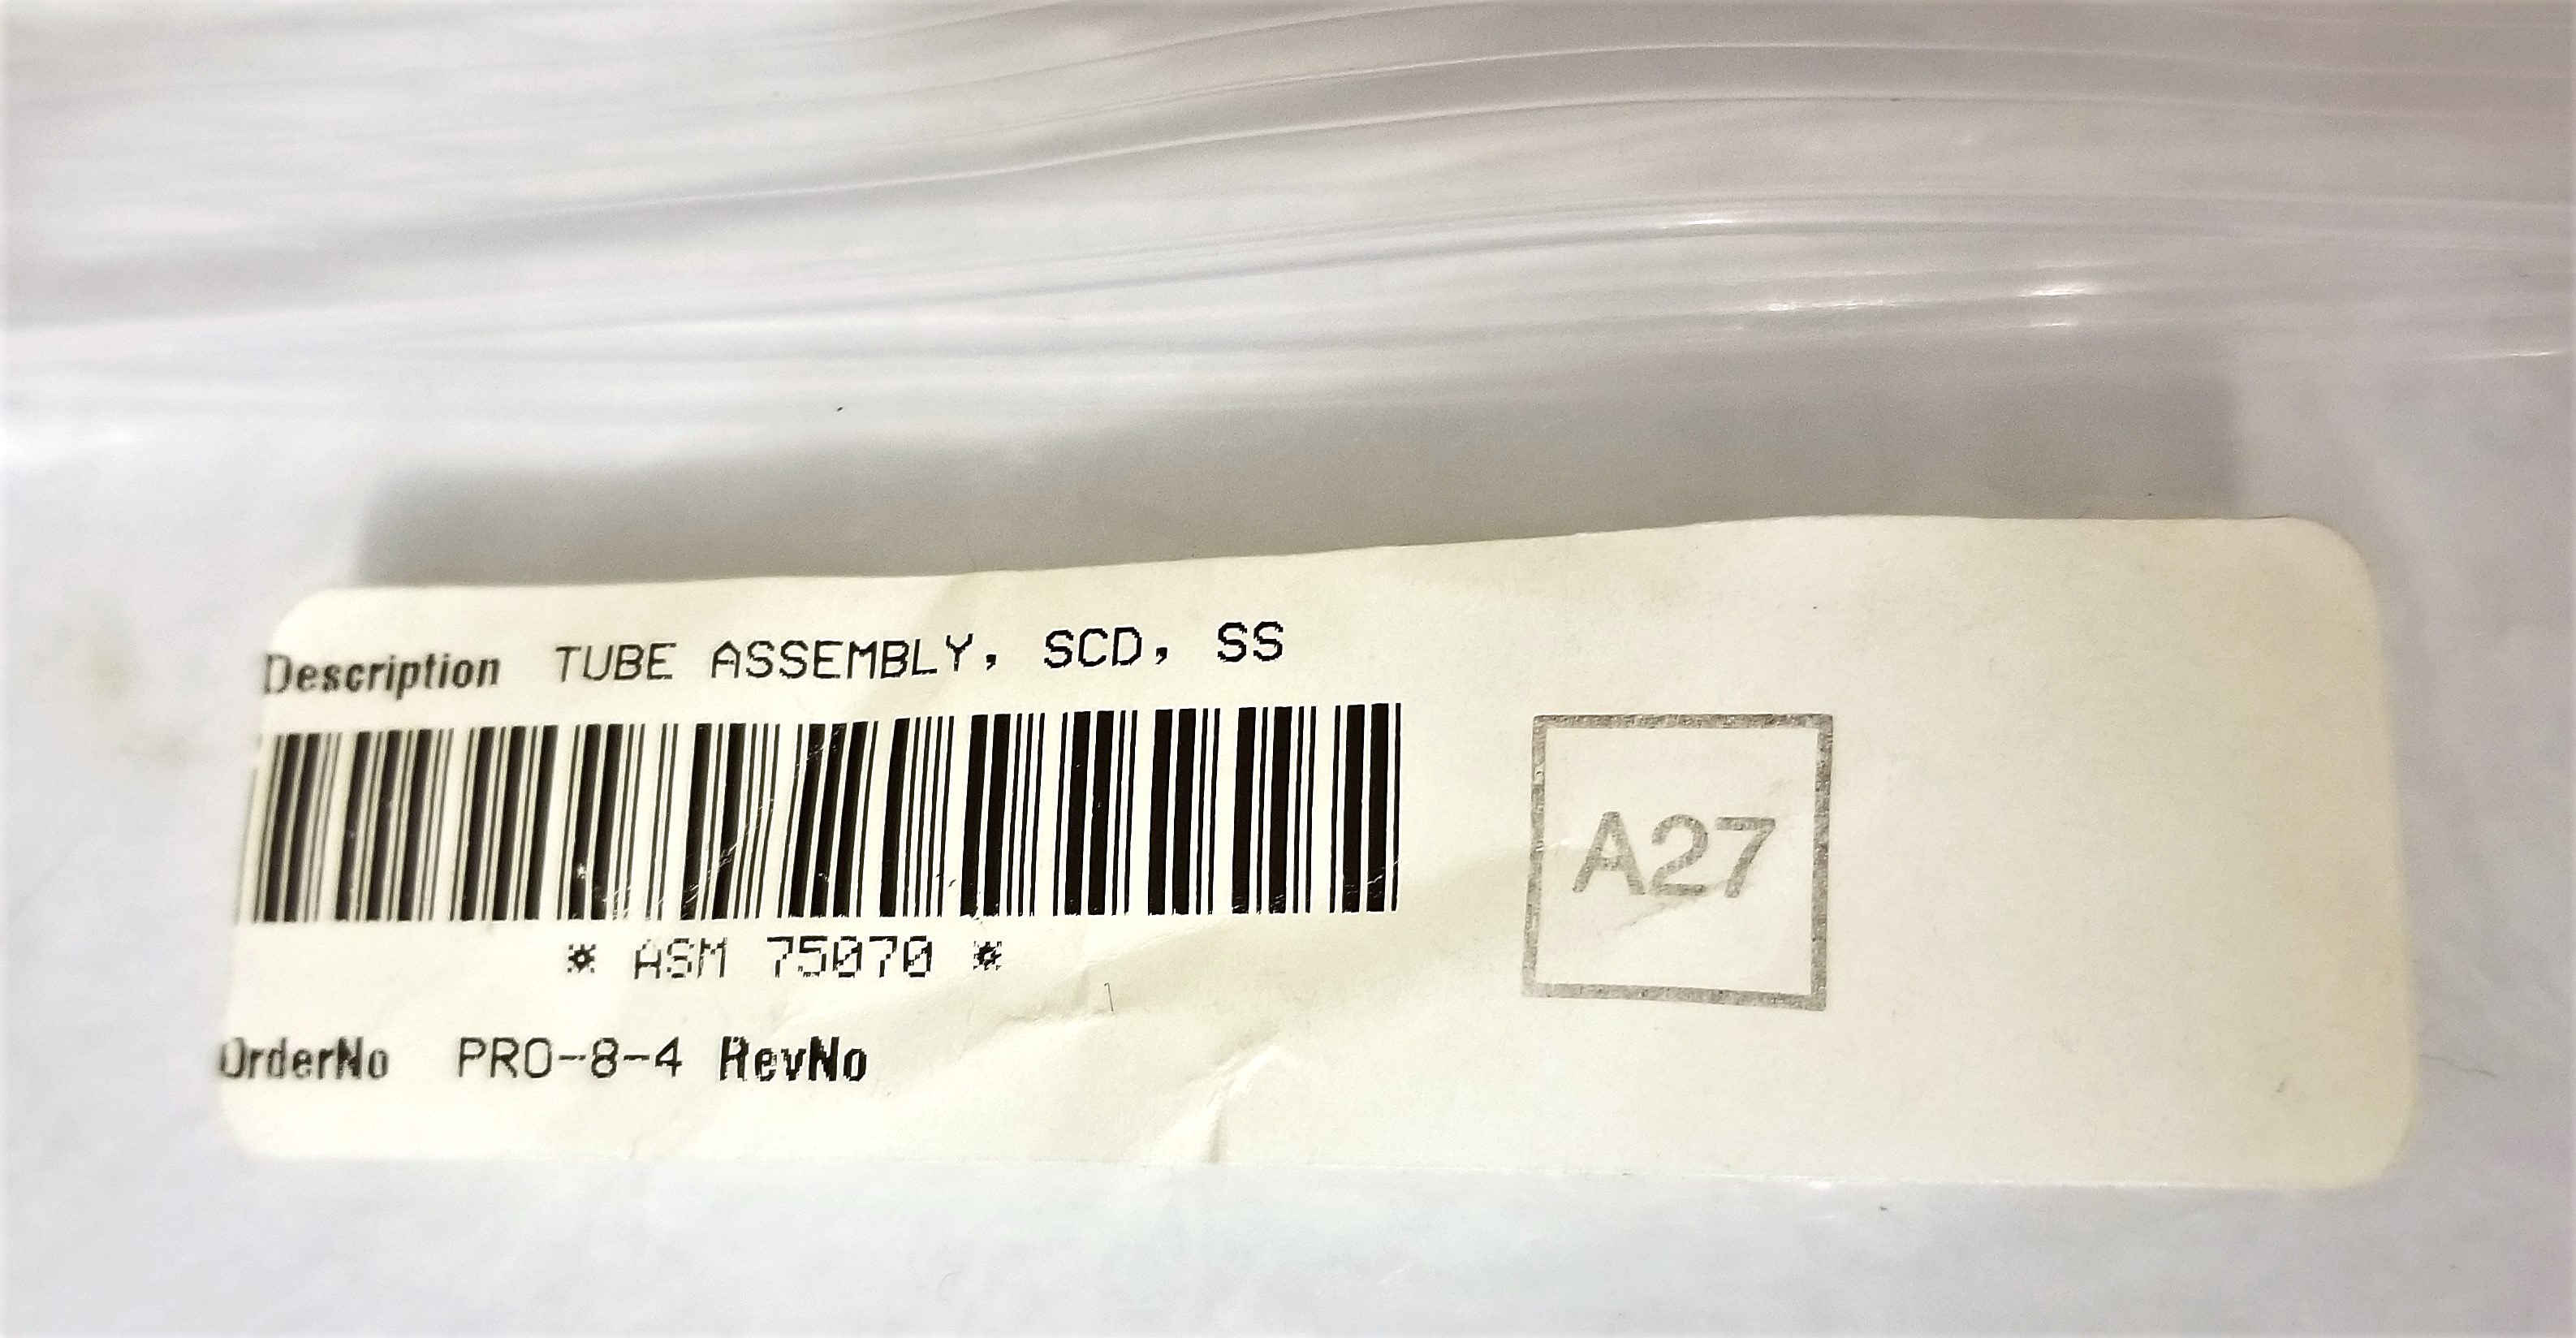 Description TUBE ASSEMBLY, SCD, SS
* ASM 75070 *
A27
OrderNo PRO-8-4 RevNo